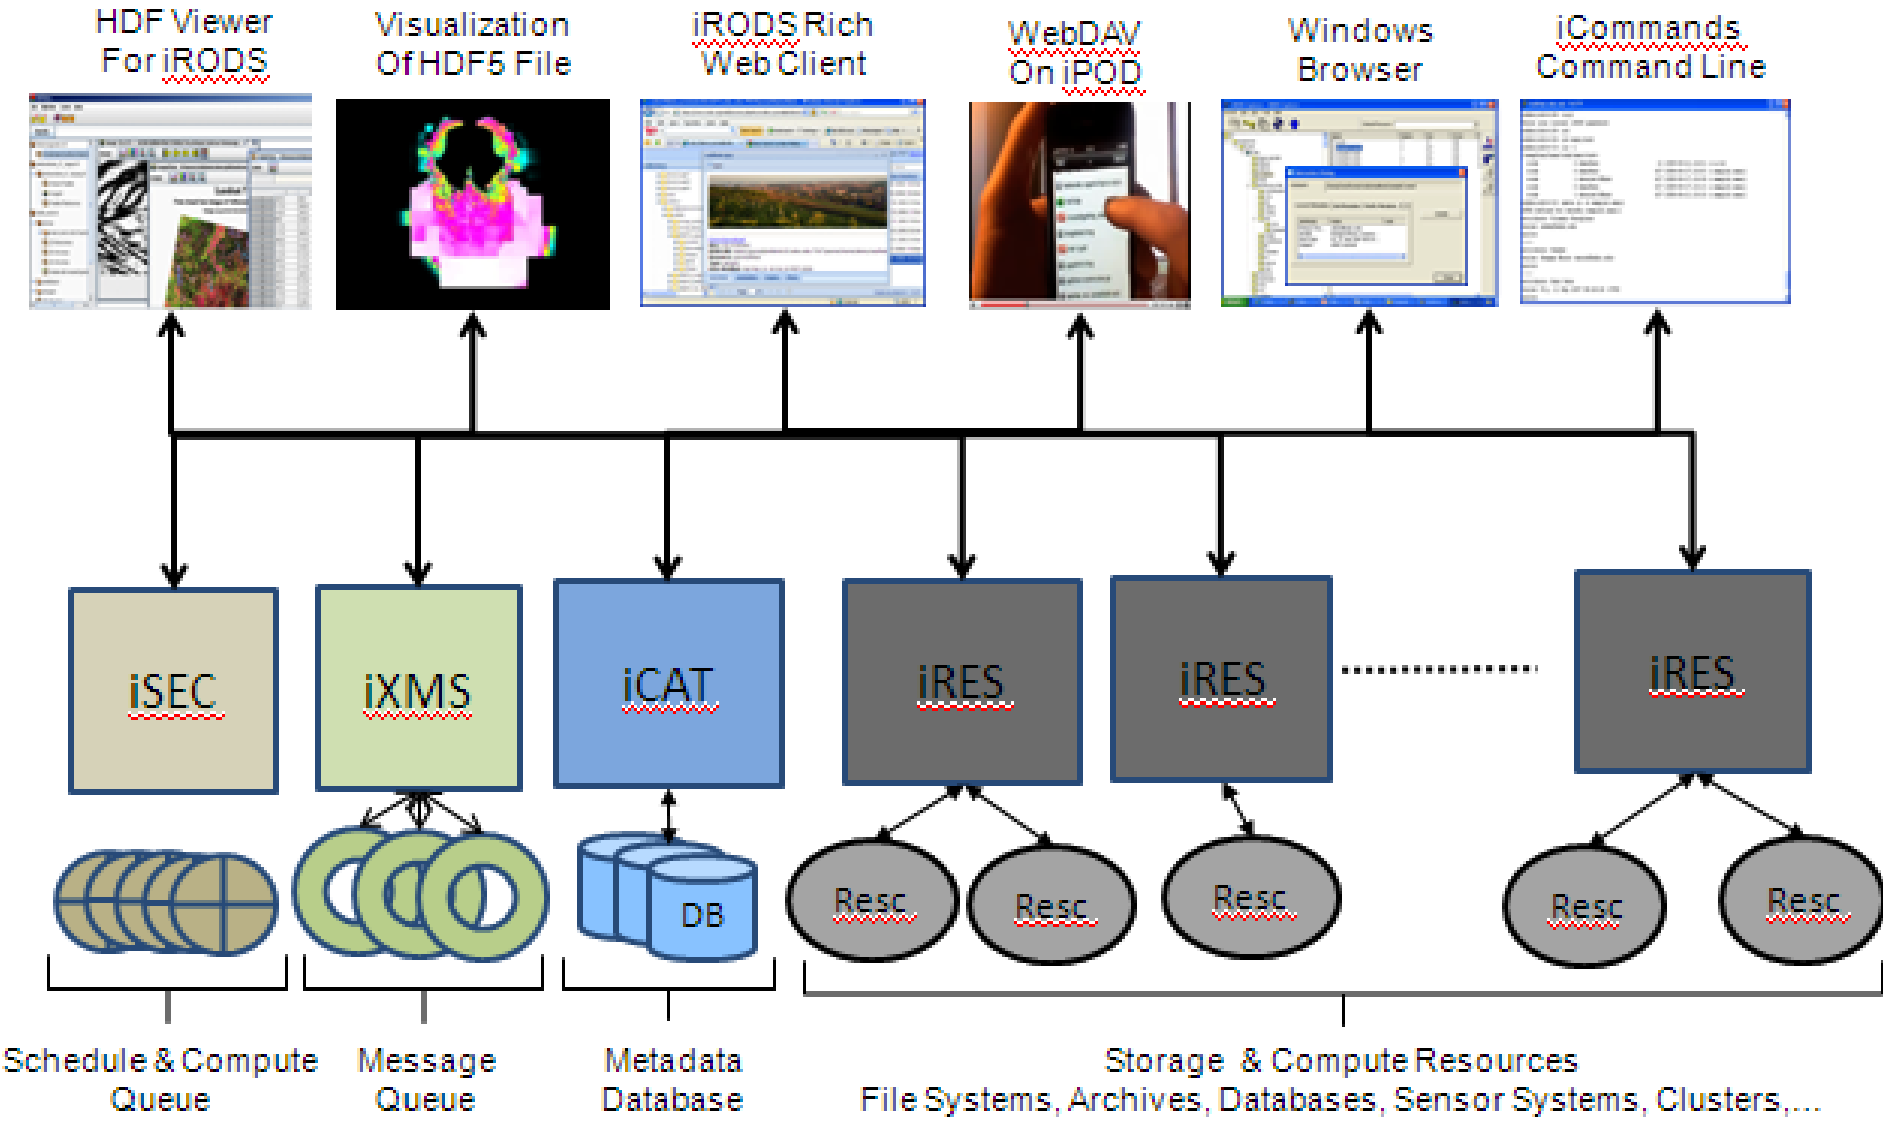 HDF Viewer
For iRODS
Visualization
Of HDF5 File
iRODS Rich
Web Client
WebDAV
On iPOD
Windows
Browser
iCommands
Command Line
iSEC
iXMS
iCAT
iRES
iRES
iRES
DB
Resc
Resc
Resc
Resc
Resc
Schedule & Compute
Queue
Message
Queue
Metadata
Database
Storage & Compute Resources
File Systems, Archives, Databases, Sensor Systems, Clusters,...